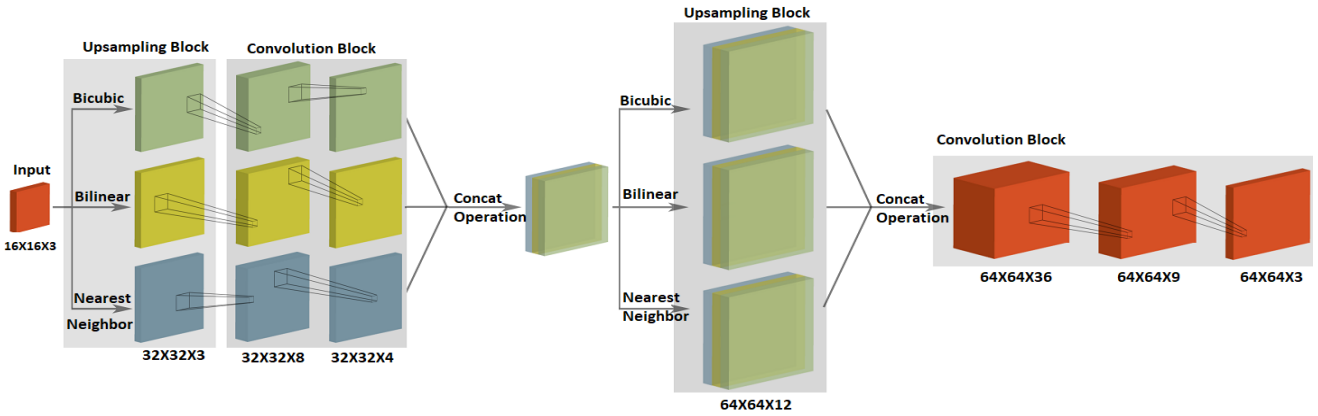 Upsampling Block
Convolution Block
Bicubic
Input
16X16X3
Bilinear
Nearest
Neighbor
32X32X3
32X32X8
32X32X4
Concat
Operation
Upsampling Block
Bicubic
Bilinear
Nearest
Neighbor
64X64X12
Concat
Operation
Convolution Block
64X64X36
64X64X9
64X64X3